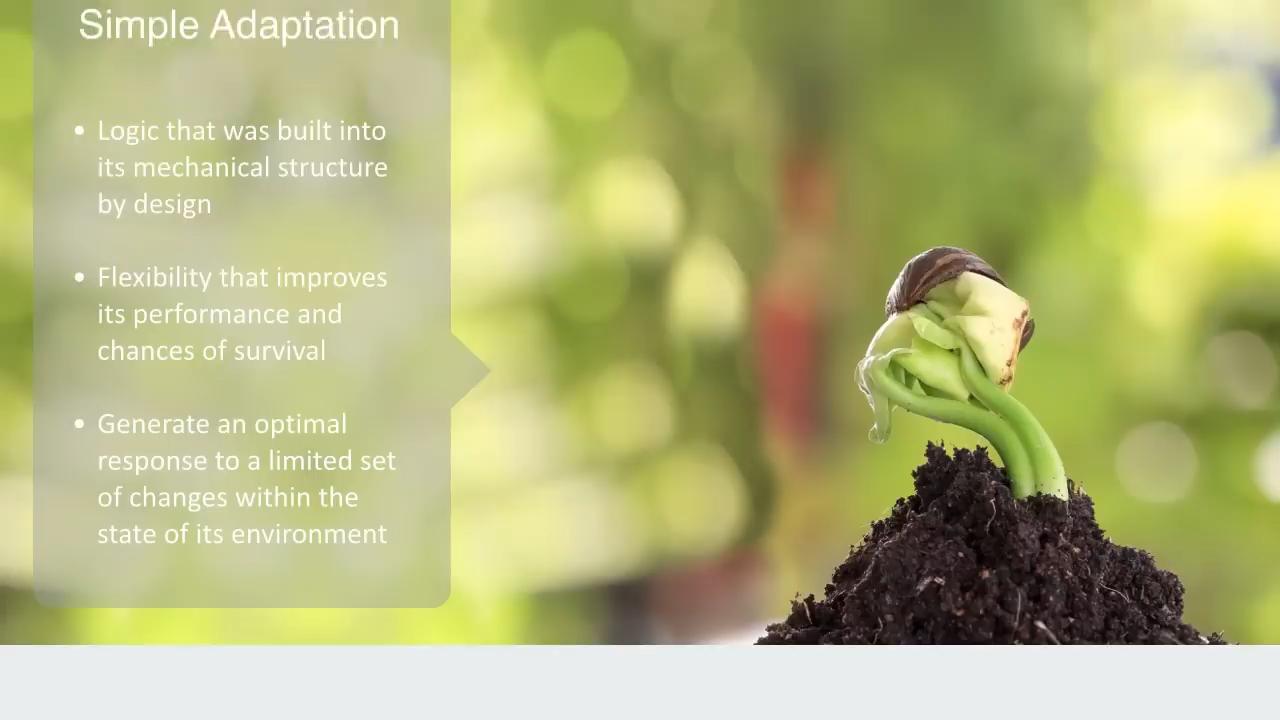 Simple Adaptation
• Logic that was built into
its mechanical structure
by design
• Flexibility that improves
its performance and
chances of survival
• Generate an optimal
response to a limited set
of changes within the
state of its environment